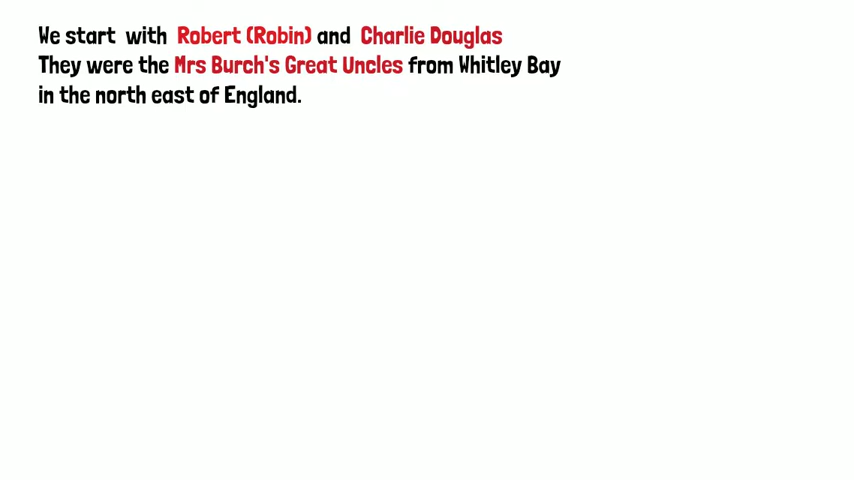 We start with Robert (Robin) and Charlie Douglas
They were the Mrs Burch's Great Uncles from Whitley Bay
in the north east of England.